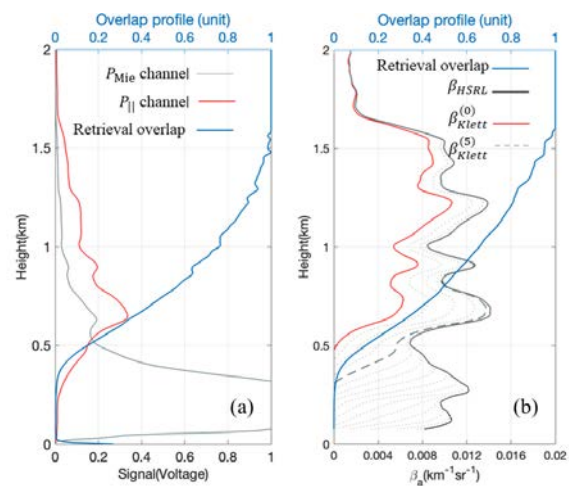 Overlap profile (unit)
0 0.2 0.4 0.6 0.8 1
2
1.5
1
0.5
0
Height(km)
P_Mie channel
P_|| channel
Retrieval overlap
(a)
0 0.2 0.4 0.6 0.8 1
Signal(Voltage)
Overlap profile (unit)
0 0.2 0.4 0.6 0.8 1
2
1.5
1
0.5
0
Height(km)
Retrieval overlap
β_HSRL
β_Klett^(0)
β_Klett^(5)
(b)
0 0.004 0.008 0.012 0.016 0.02
β_a(km⁻¹sr⁻¹)